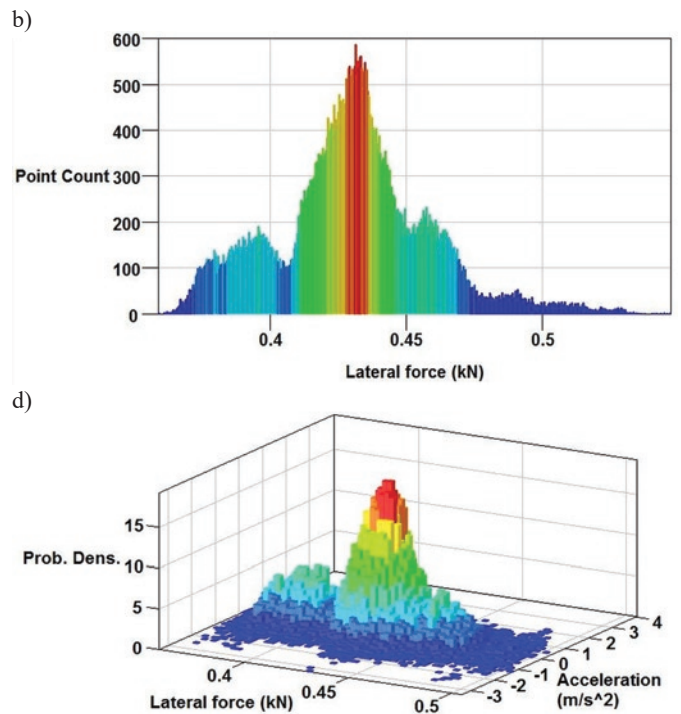 b)
600
500
400
Point Count
300
200
100
0
0.4 0.45 0.5
Lateral force (kN)
d)
15
Prob. Dens.
10
5
0
0.4
0.45
0.5
Lateral force (kN)
-3 -2 -1 0 1 2 3 4
Acceleration
(m/s^2)